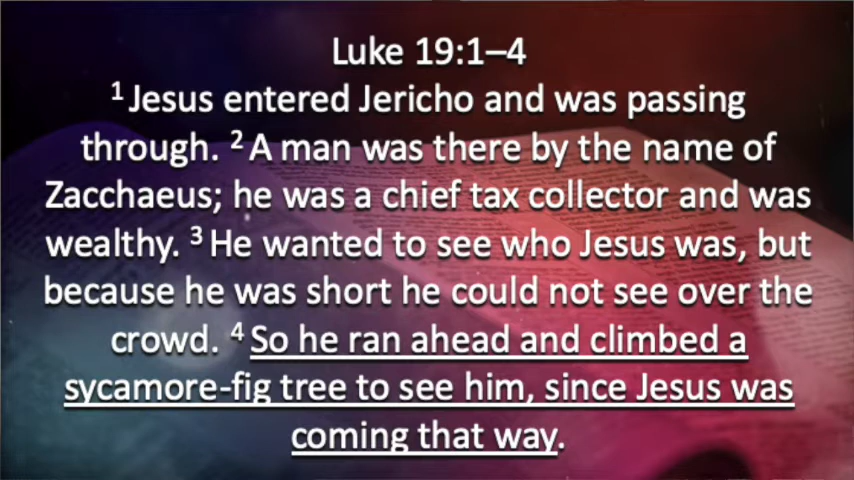 Luke 19:1–4
¹ Jesus entered Jericho and was passing
through. ² A man was there by the name of
Zacchaeus; he was a chief tax collector and was
wealthy. ³ He wanted to see who Jesus was, but
because he was short he could not see over the
crowd. ⁴ So he ran ahead and climbed a
sycamore-fig tree to see him, since Jesus was
coming that way.